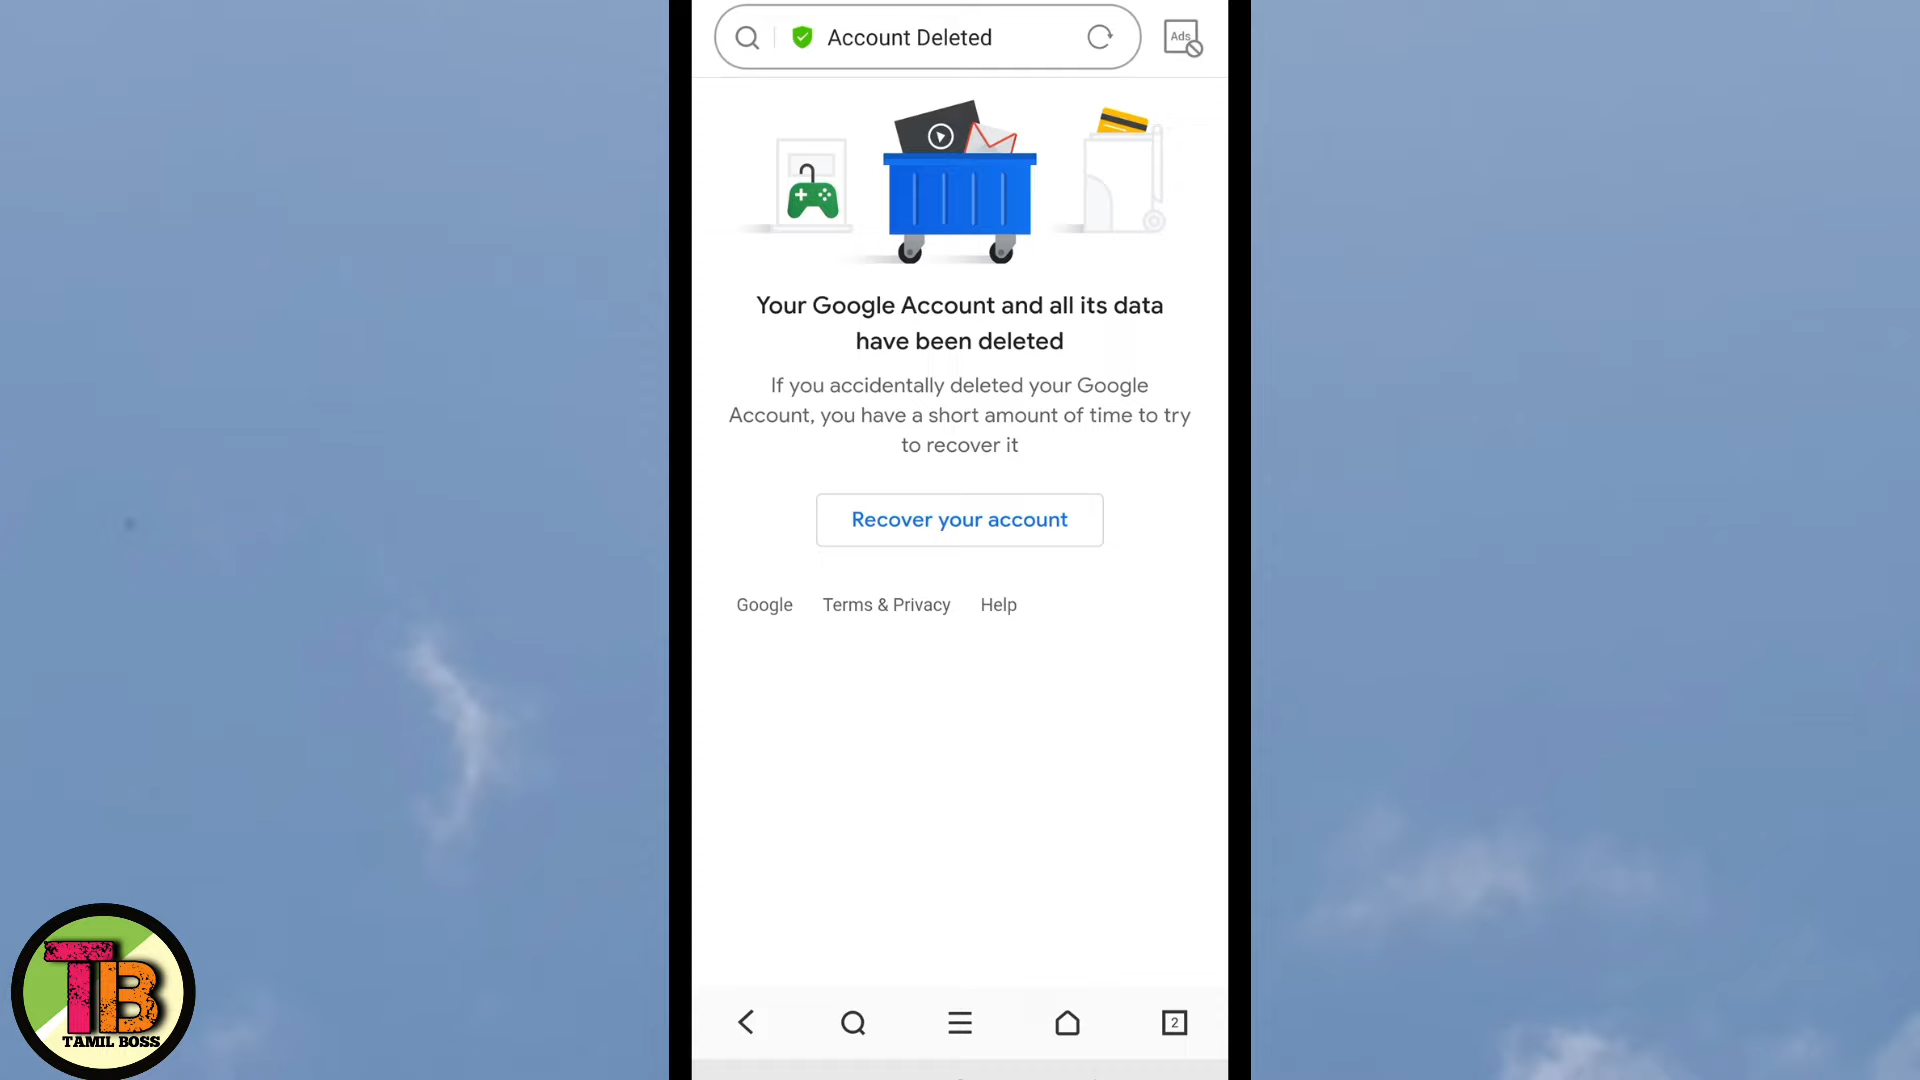 Account Deleted
Ads
Your Google Account and all its data
have been deleted
If you accidentally deleted your Google
Account, you have a short amount of time to try
to recover it
Recover your account
Google Terms & Privacy Help
2
TB
TAMIL BOSS